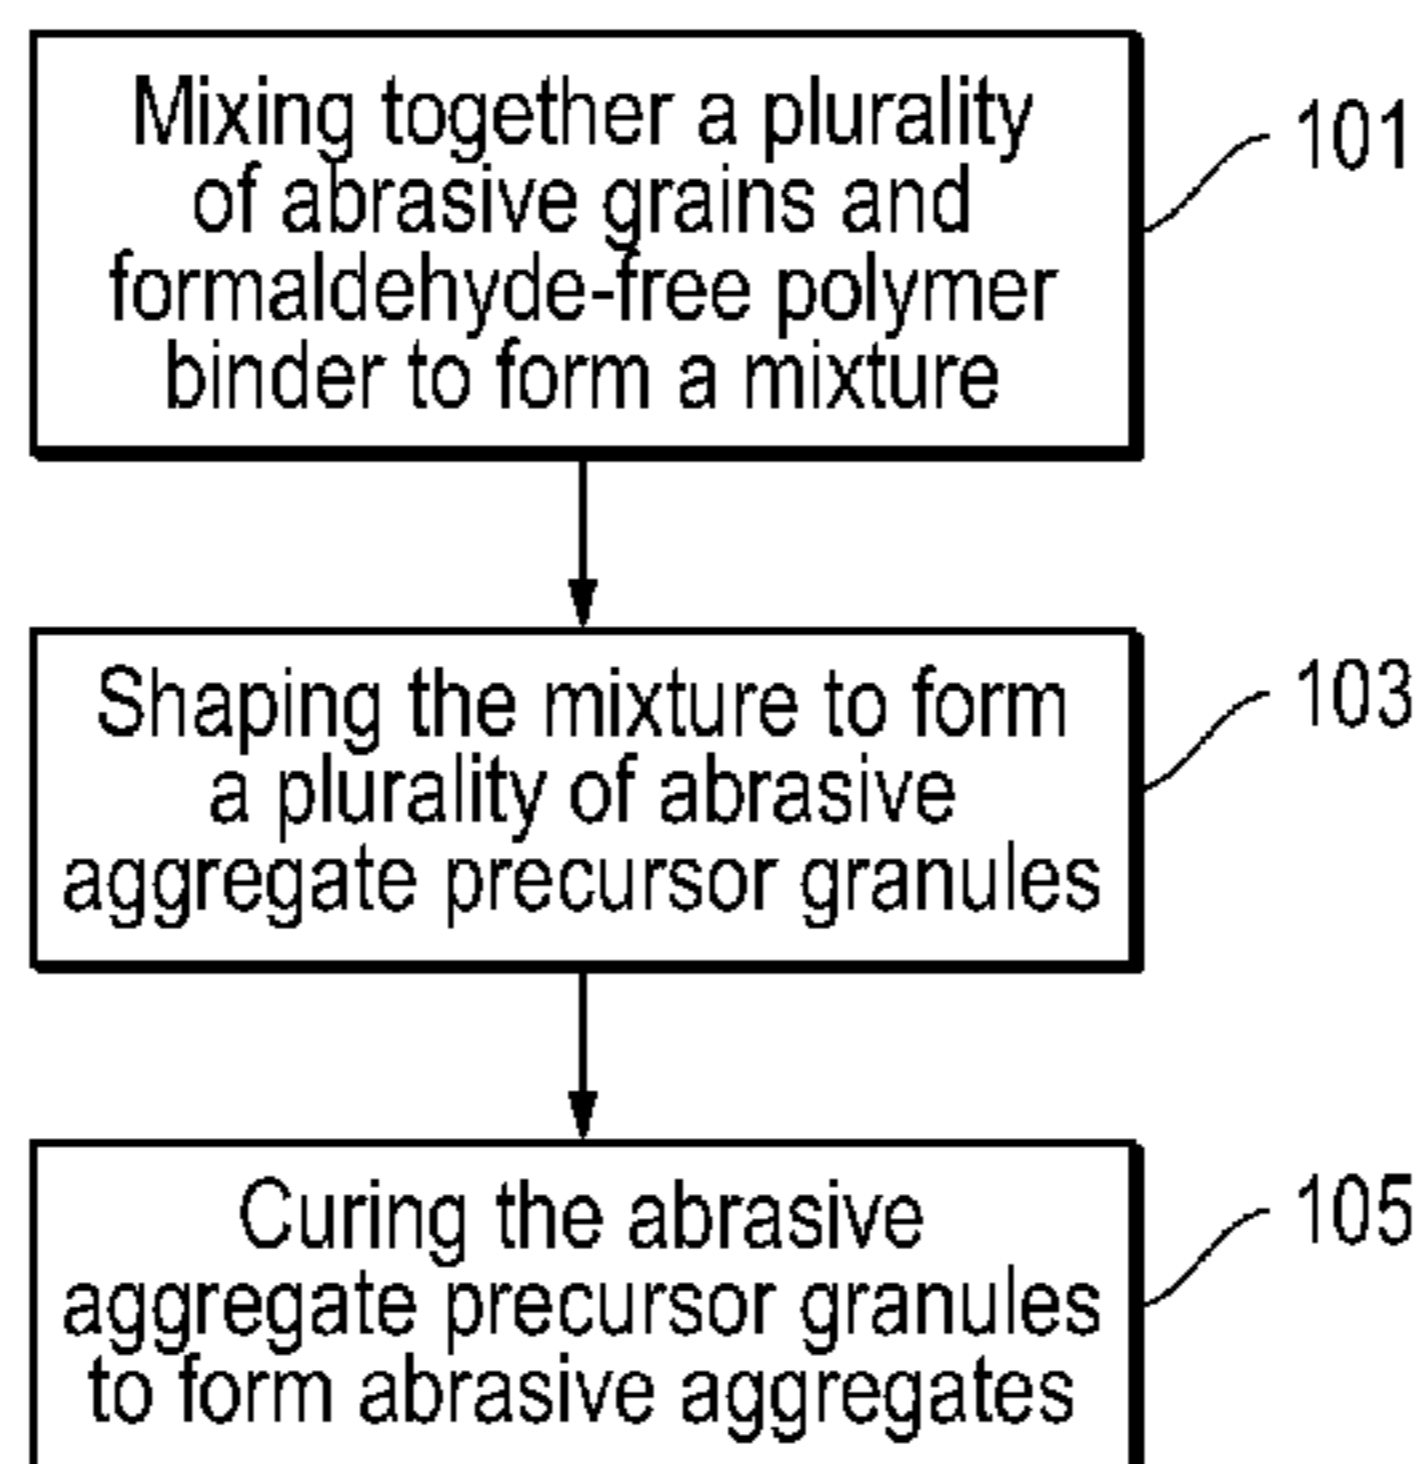 Mixing together a plurality
of abrasive grains and
formaldehyde-free polymer
binder to form a mixture
101
Shaping the mixture to form
a plurality of abrasive
aggregate precursor granules
103
Curing the abrasive
aggregate precursor granules
to form abrasive aggregates
105